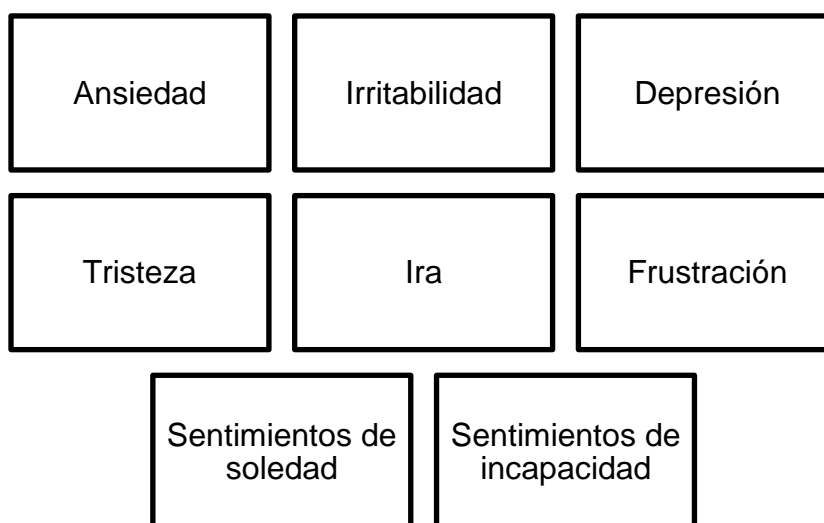 Ansiedad
Irritabilidad
Depresión
Tristeza
Ira
Frustración
Sentimientos de
soledad
Sentimientos de
incapacidad